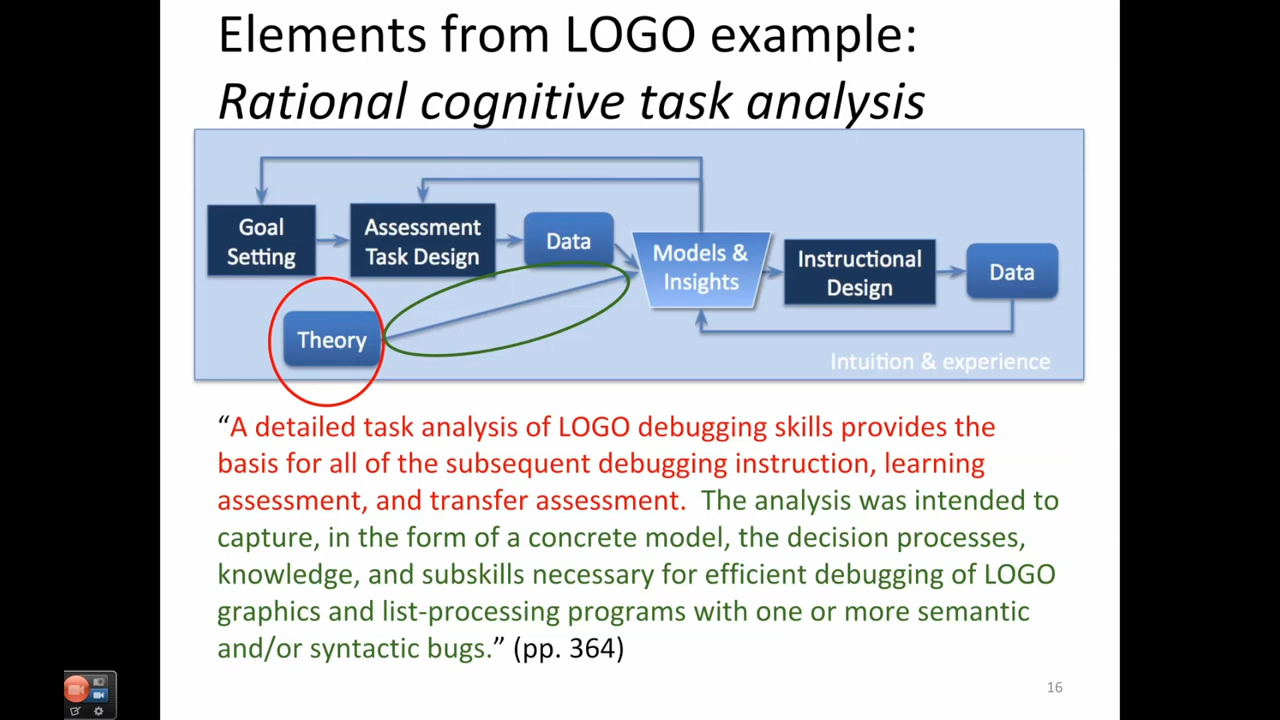 Elements from LOGO example:
Rational cognitive task analysis
Goal
Setting
Assessment
Task Design
Data
Models &
Insights
Instructional
Design
Data
Theory
Intuition & experience
“A detailed task analysis of LOGO debugging skills provides the
basis for all of the subsequent debugging instruction, learning
assessment, and transfer assessment. The analysis was intended to
capture, in the form of a concrete model, the decision processes,
knowledge, and subskills necessary for efficient debugging of LOGO
graphics and list-processing programs with one or more semantic
and/or syntactic bugs.” (pp. 364)
16